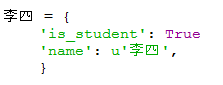 李四 = {
    'is_student': True
    'name': u'李四',
    }